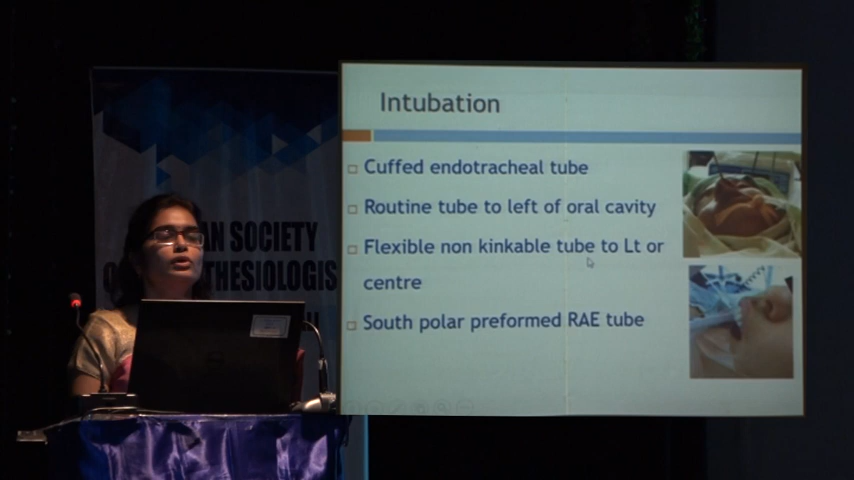 Intubation
Cuffed endotracheal tube
Routine tube to left of oral cavity
Flexible non kinkable tube to Lt or
centre
South polar preformed RAE tube
AN SOCIETY
O THESIOLOGIS